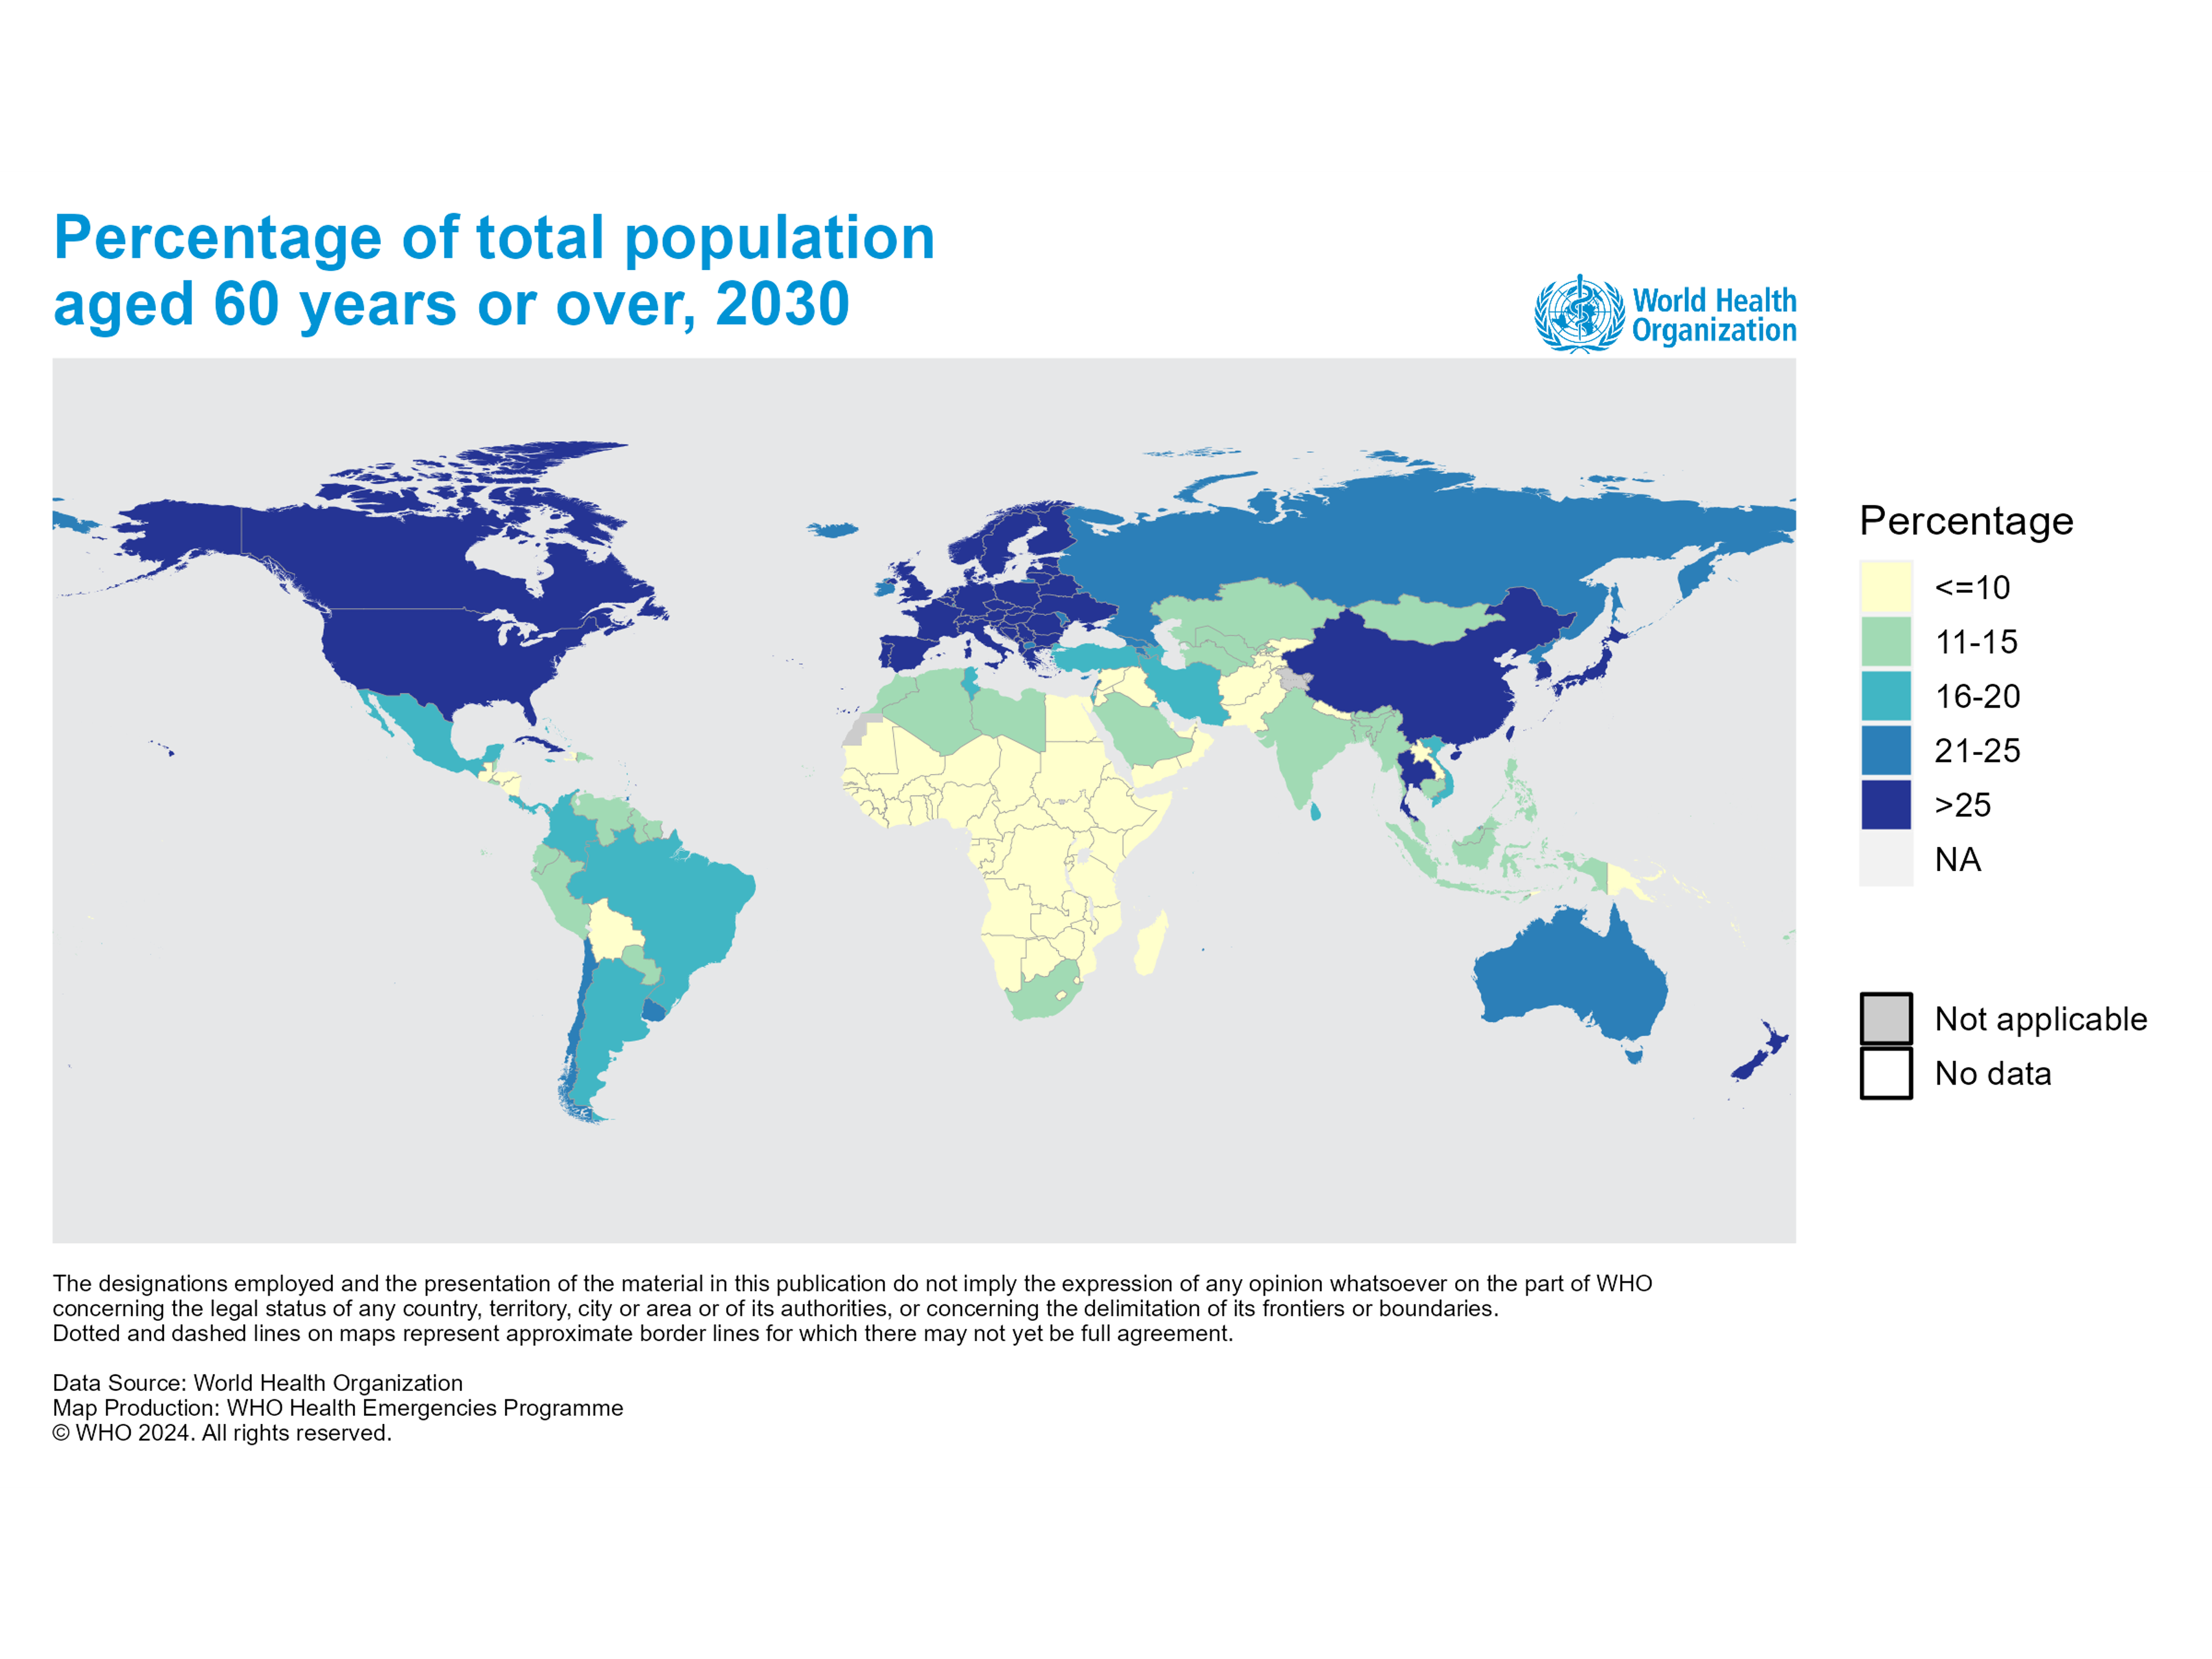 Percentage of total population
aged 60 years or over, 2030
World Health
Organization
Percentage
<=10
11-15
16-20
21-25
>25
NA
Not applicable
No data
The designations employed and the presentation of the material in this publication do not imply the expression of any opinion whatsoever on the part of WHO
concerning the legal status of any country, territory, city or area or of its authorities, or concerning the delimitation of its frontiers or boundaries.
Dotted and dashed lines on maps represent approximate border lines for which there may not yet be full agreement.
Data Source: World Health Organization
Map Production: WHO Health Emergencies Programme
© WHO 2024. All rights reserved.